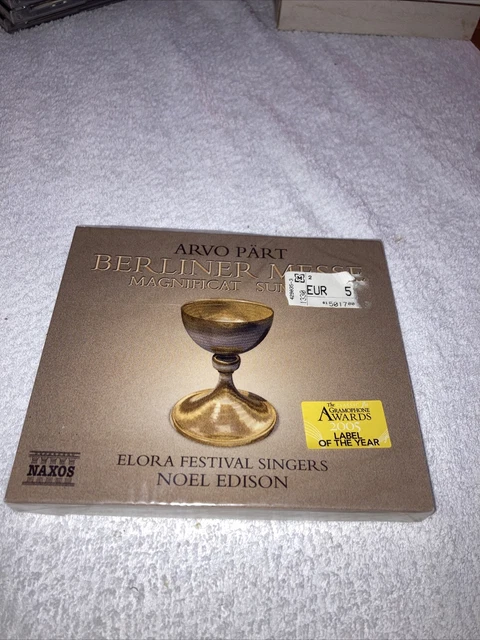 ARVO PÄRT
BERLINER MESSE
MAGNIFICAT
EUR 5
The
GRAMOPHONE
AWARDS
2005
LABEL
OF THE YEAR
NAXOS
ELORA FESTIVAL SINGERS
NOEL EDISON